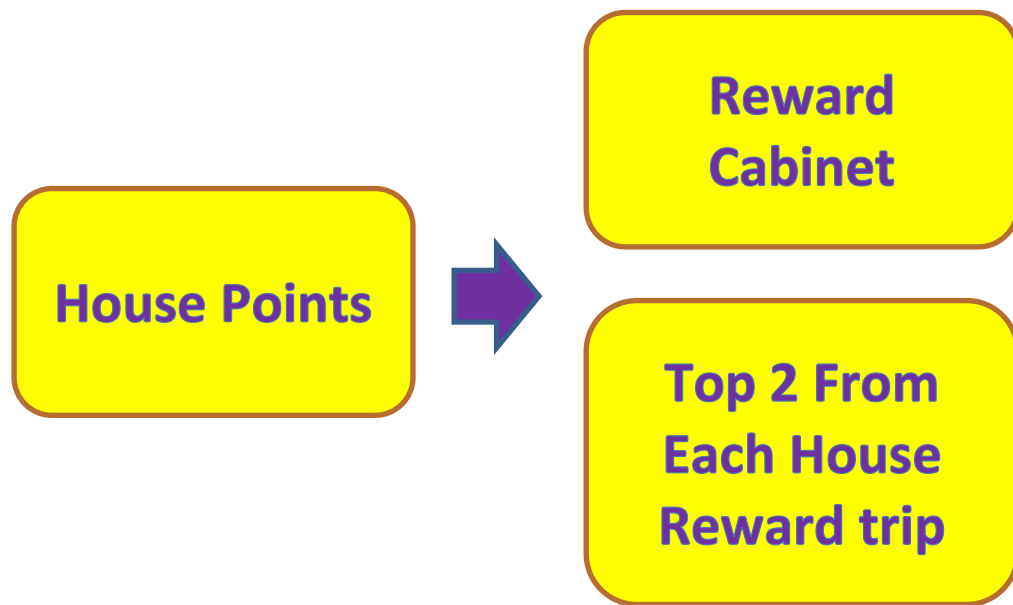 House Points
Reward
Cabinet
Top 2 From
Each House
Reward trip